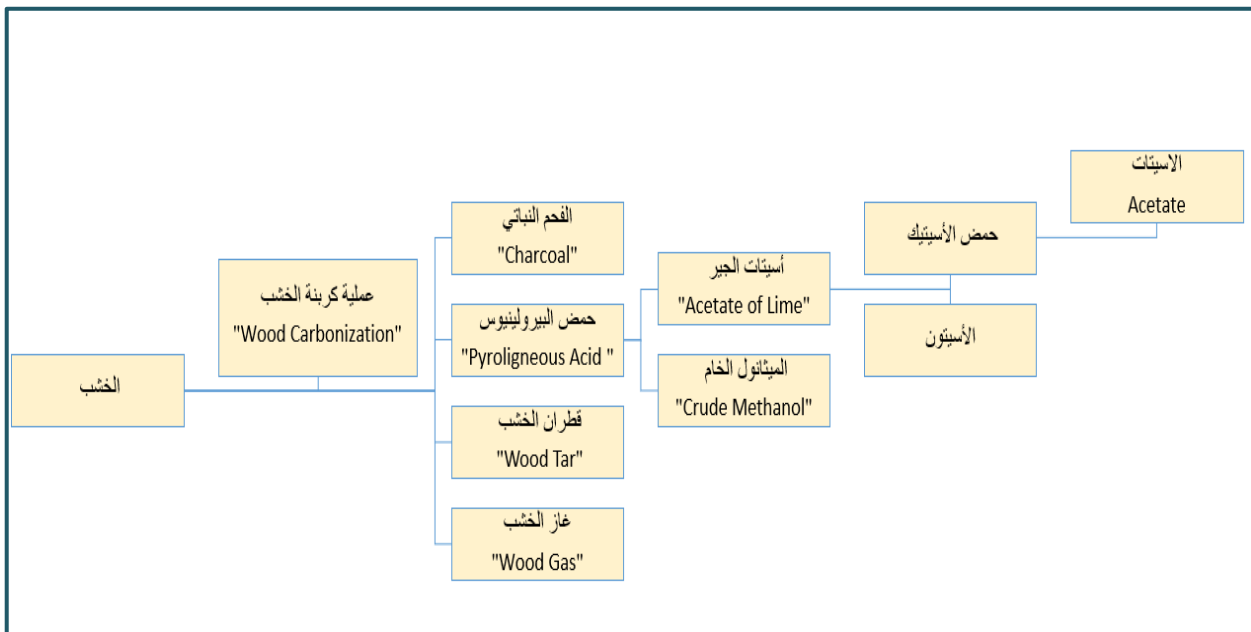 الخشب
عملية كربنة الخشب
"Wood Carbonization"
الفحم النباتي
"Charcoal"
حمض البيرولينيوس
"Pyroligneous Acid "
قطران الخشب
"Wood Tar"
غاز الخشب
"Wood Gas"
أسيتات الجير
"Acetate of Lime"
الميثانول الخام
"Crude Methanol"
حمض الأسيتيك
الأسيتون
الاسيتات
Acetate